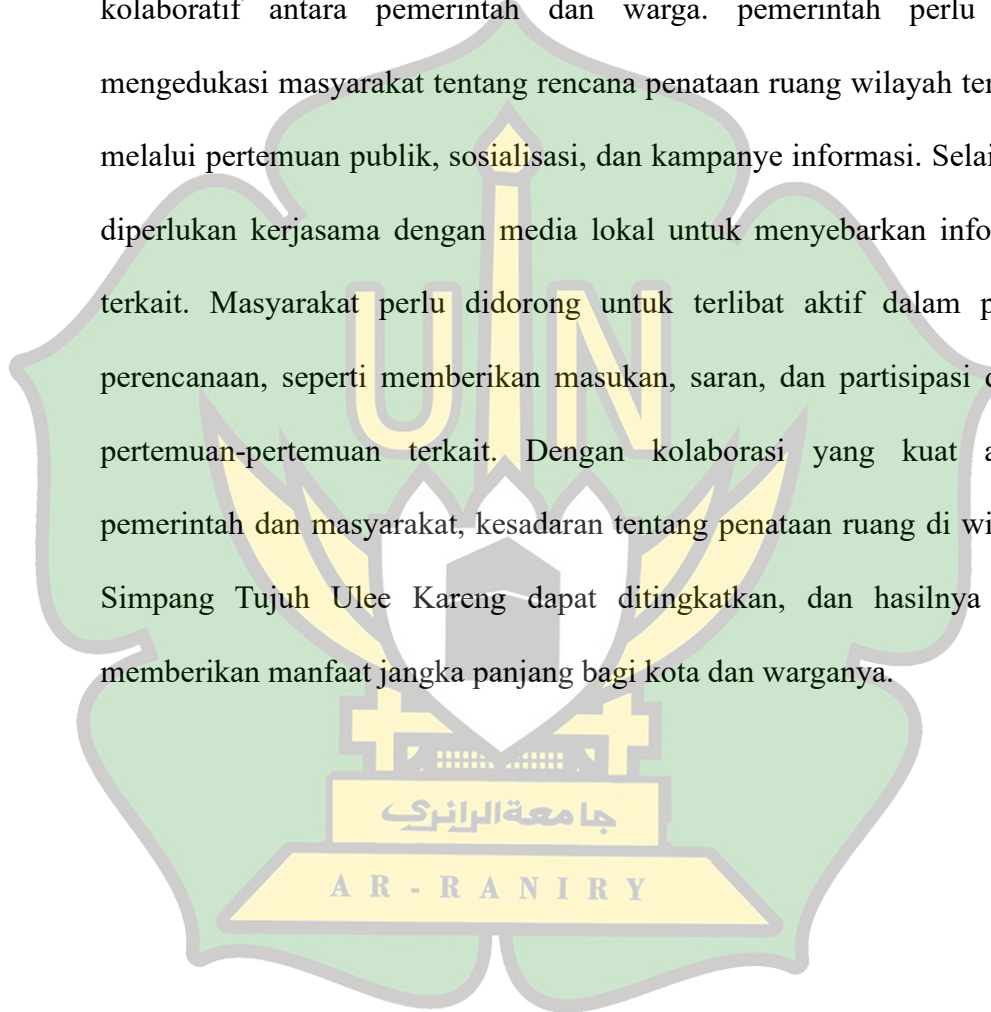 kolaboratif antara pemerintah dan warga. pemerintah perlu
mengedukasi masyarakat tentang rencana penataan ruang wilayah
melalui pertemuan publik, sosialisasi, dan kampanye informasi.
diperlukan kerjasama dengan media lokal untuk menyebarkan
terkait. Masyarakat perlu didorong untuk terlibat aktif dalam
perencanaan, seperti memberikan masukan, saran, dan partisipasi
pertemuan-pertemuan terkait. Dengan kolaborasi yang kuat
pemerintah dan masyarakat, kesadaran tentang penataan ruang di
Simpang Tujuh Ulee Kareng dapat ditingkatkan, dan hasilnya
memberikan manfaat jangka panjang bagi kota dan warganya.
UIN
جامعة الرانري
AR-RANIRY